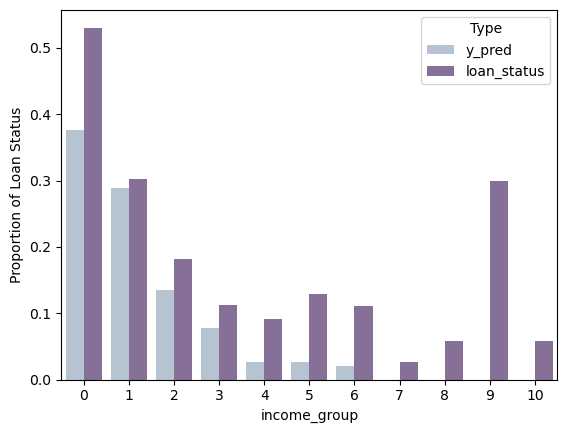 Type
y_pred
loan_status
Proportion of Loan Status
0.5
0.4
0.3
0.2
0.1
0.0
0 1 2 3 4 5 6 7 8 9 10
income_group